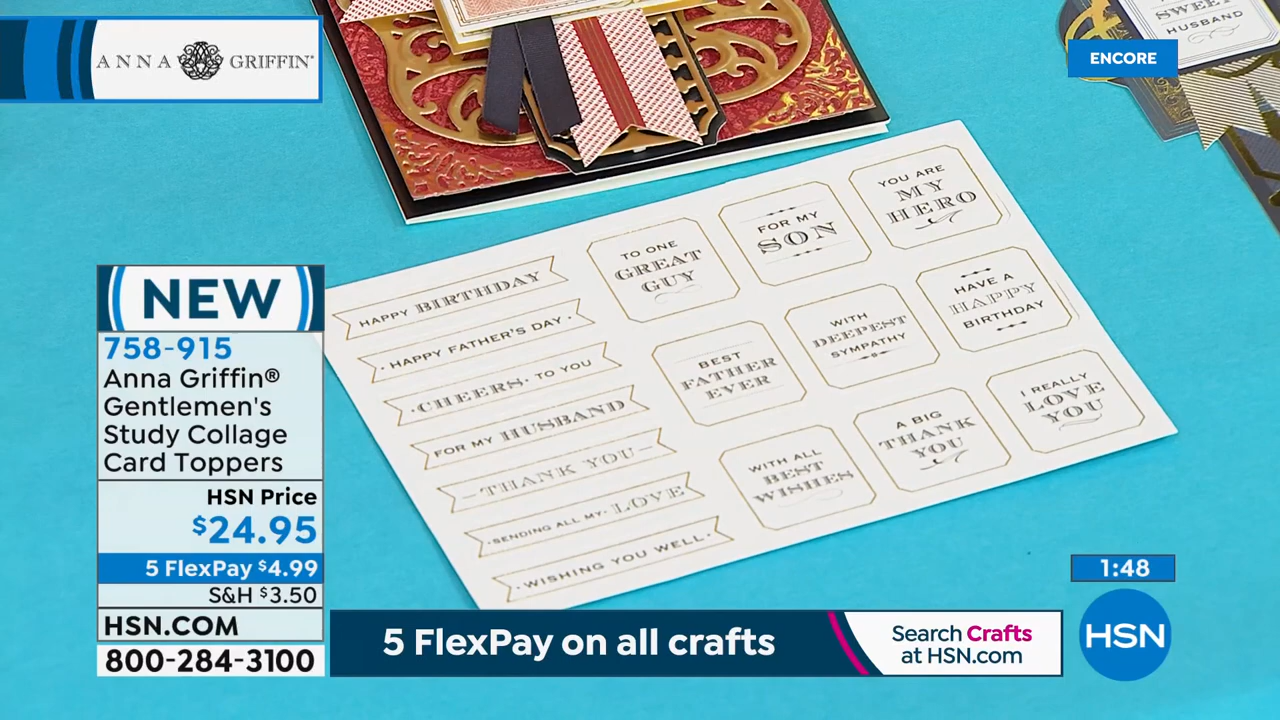 ANNA GRIFFIN
SWEET
HUSBAND
ENCORE
HAPPY BIRTHDAY
· HAPPY FATHER'S DAY ·
·CHEERS· TO YOU
FOR MY HUSBAND
–THANK YOU–
·SENDING ALL MY· LOVE
·WISHING YOU WELL·
TO ONE
GREAT
GUY
FOR MY
SON
YOU ARE
MY
HERO
BEST
FATHER
EVER
WITH
DEEPEST
SYMPATHY
HAVE A
HAPPY
BIRTHDAY
WITH ALL
BEST
WISHES
A BIG
THANK
YOU
I REALLY
LOVE
YOU
(NEW)
758-915
Anna Griffin®
Gentlemen's
Study Collage
Card Toppers
HSN Price
$24.95
5 FlexPay $4.99
S&H $3.50
HSN.COM
800-284-3100
5 FlexPay on all crafts
Search Crafts
at HSN.com
1:48
HSN